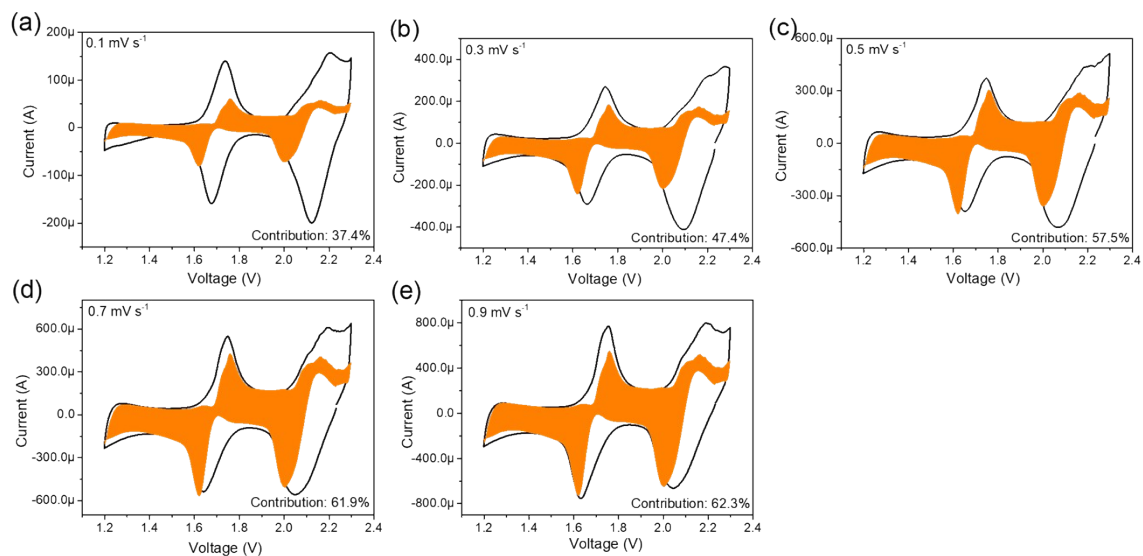 (a)
0.1 mV s⁻¹
200µ
100µ
0
-100µ
-200µ
Current (A)
1.2 1.4 1.6 1.8 2.0 2.2 2.4
Voltage (V)
Contribution: 37.4%
(b)
0.3 mV s⁻¹
400.0µ
200.0µ
0.0
-200.0µ
-400.0µ
Current (A)
1.2 1.4 1.6 1.8 2.0 2.2 2.4
Voltage (V)
Contribution: 47.4%
(c)
0.5 mV s⁻¹
600.0µ
300.0µ
0.0
-300.0µ
-600.0µ
Current (A)
1.2 1.4 1.6 1.8 2.0 2.2 2.4
Voltage (V)
Contribution: 57.5%
(d)
0.7 mV s⁻¹
600.0µ
300.0µ
0.0
-300.0µ
-600.0µ
Current (A)
1.2 1.4 1.6 1.8 2.0 2.2 2.4
Voltage (V)
Contribution: 61.9%
(e)
0.9 mV s⁻¹
800.0µ
400.0µ
0.0
-400.0µ
-800.0µ
Current (A)
1.2 1.4 1.6 1.8 2.0 2.2 2.4
Voltage (V)
Contribution: 62.3%